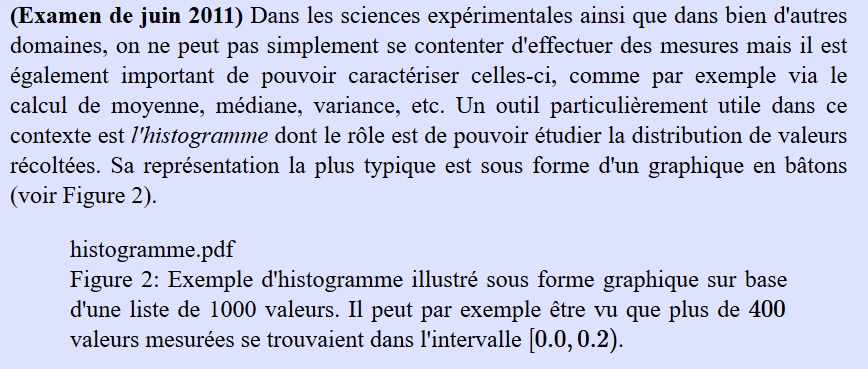 (Examen de juin 2011) Dans les sciences expérimentales ainsi que dans bien d'autres
domaines, on ne peut pas simplement se contenter d'effectuer des mesures mais il est
également important de pouvoir caractériser celles-ci, comme par exemple via le
calcul de moyenne, médiane, variance, etc. Un outil particulièrement utile dans ce
contexte est l'histogramme dont le rôle est de pouvoir étudier la distribution de valeurs
récoltées. Sa représentation la plus typique est sous forme d'un graphique en bâtons
(voir Figure 2).
histogramme.pdf
Figure 2: Exemple d'histogramme illustré sous forme graphique sur base
d'une liste de 1000 valeurs. Il peut par exemple être vu que plus de 400
valeurs mesurées se trouvaient dans l'intervalle [0.0, 0.2).